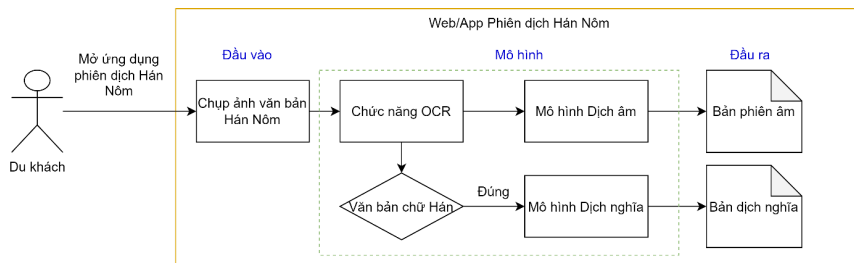 Web/App Phiên dịch Hán Nôm
Mở ứng dụng
phiên dịch Hán
Nôm
Du khách
Đầu vào
Mô hình
Đầu ra
Chụp ảnh văn bản
Hán Nôm
Chức năng OCR
Mô hình Dịch âm
Bản phiên âm
Văn bản chữ Hán
Đúng
Mô hình Dịch nghĩa
Bản dịch nghĩa